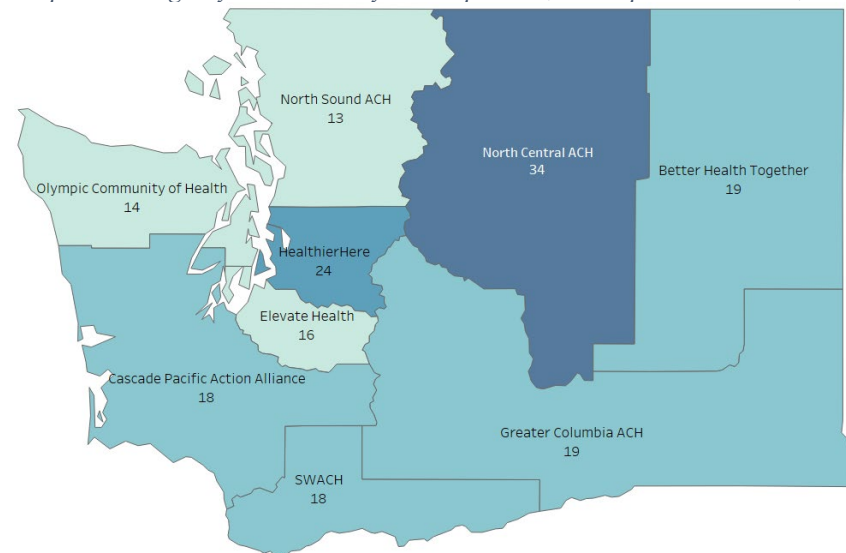 North Sound ACH
13
North Central ACH
34
Better Health Together
19
Olympic Community of Health
14
HealthierHere
24
Elevate Health
16
Cascade Pacific Action Alliance
18
Greater Columbia ACH
19
SWACH
18